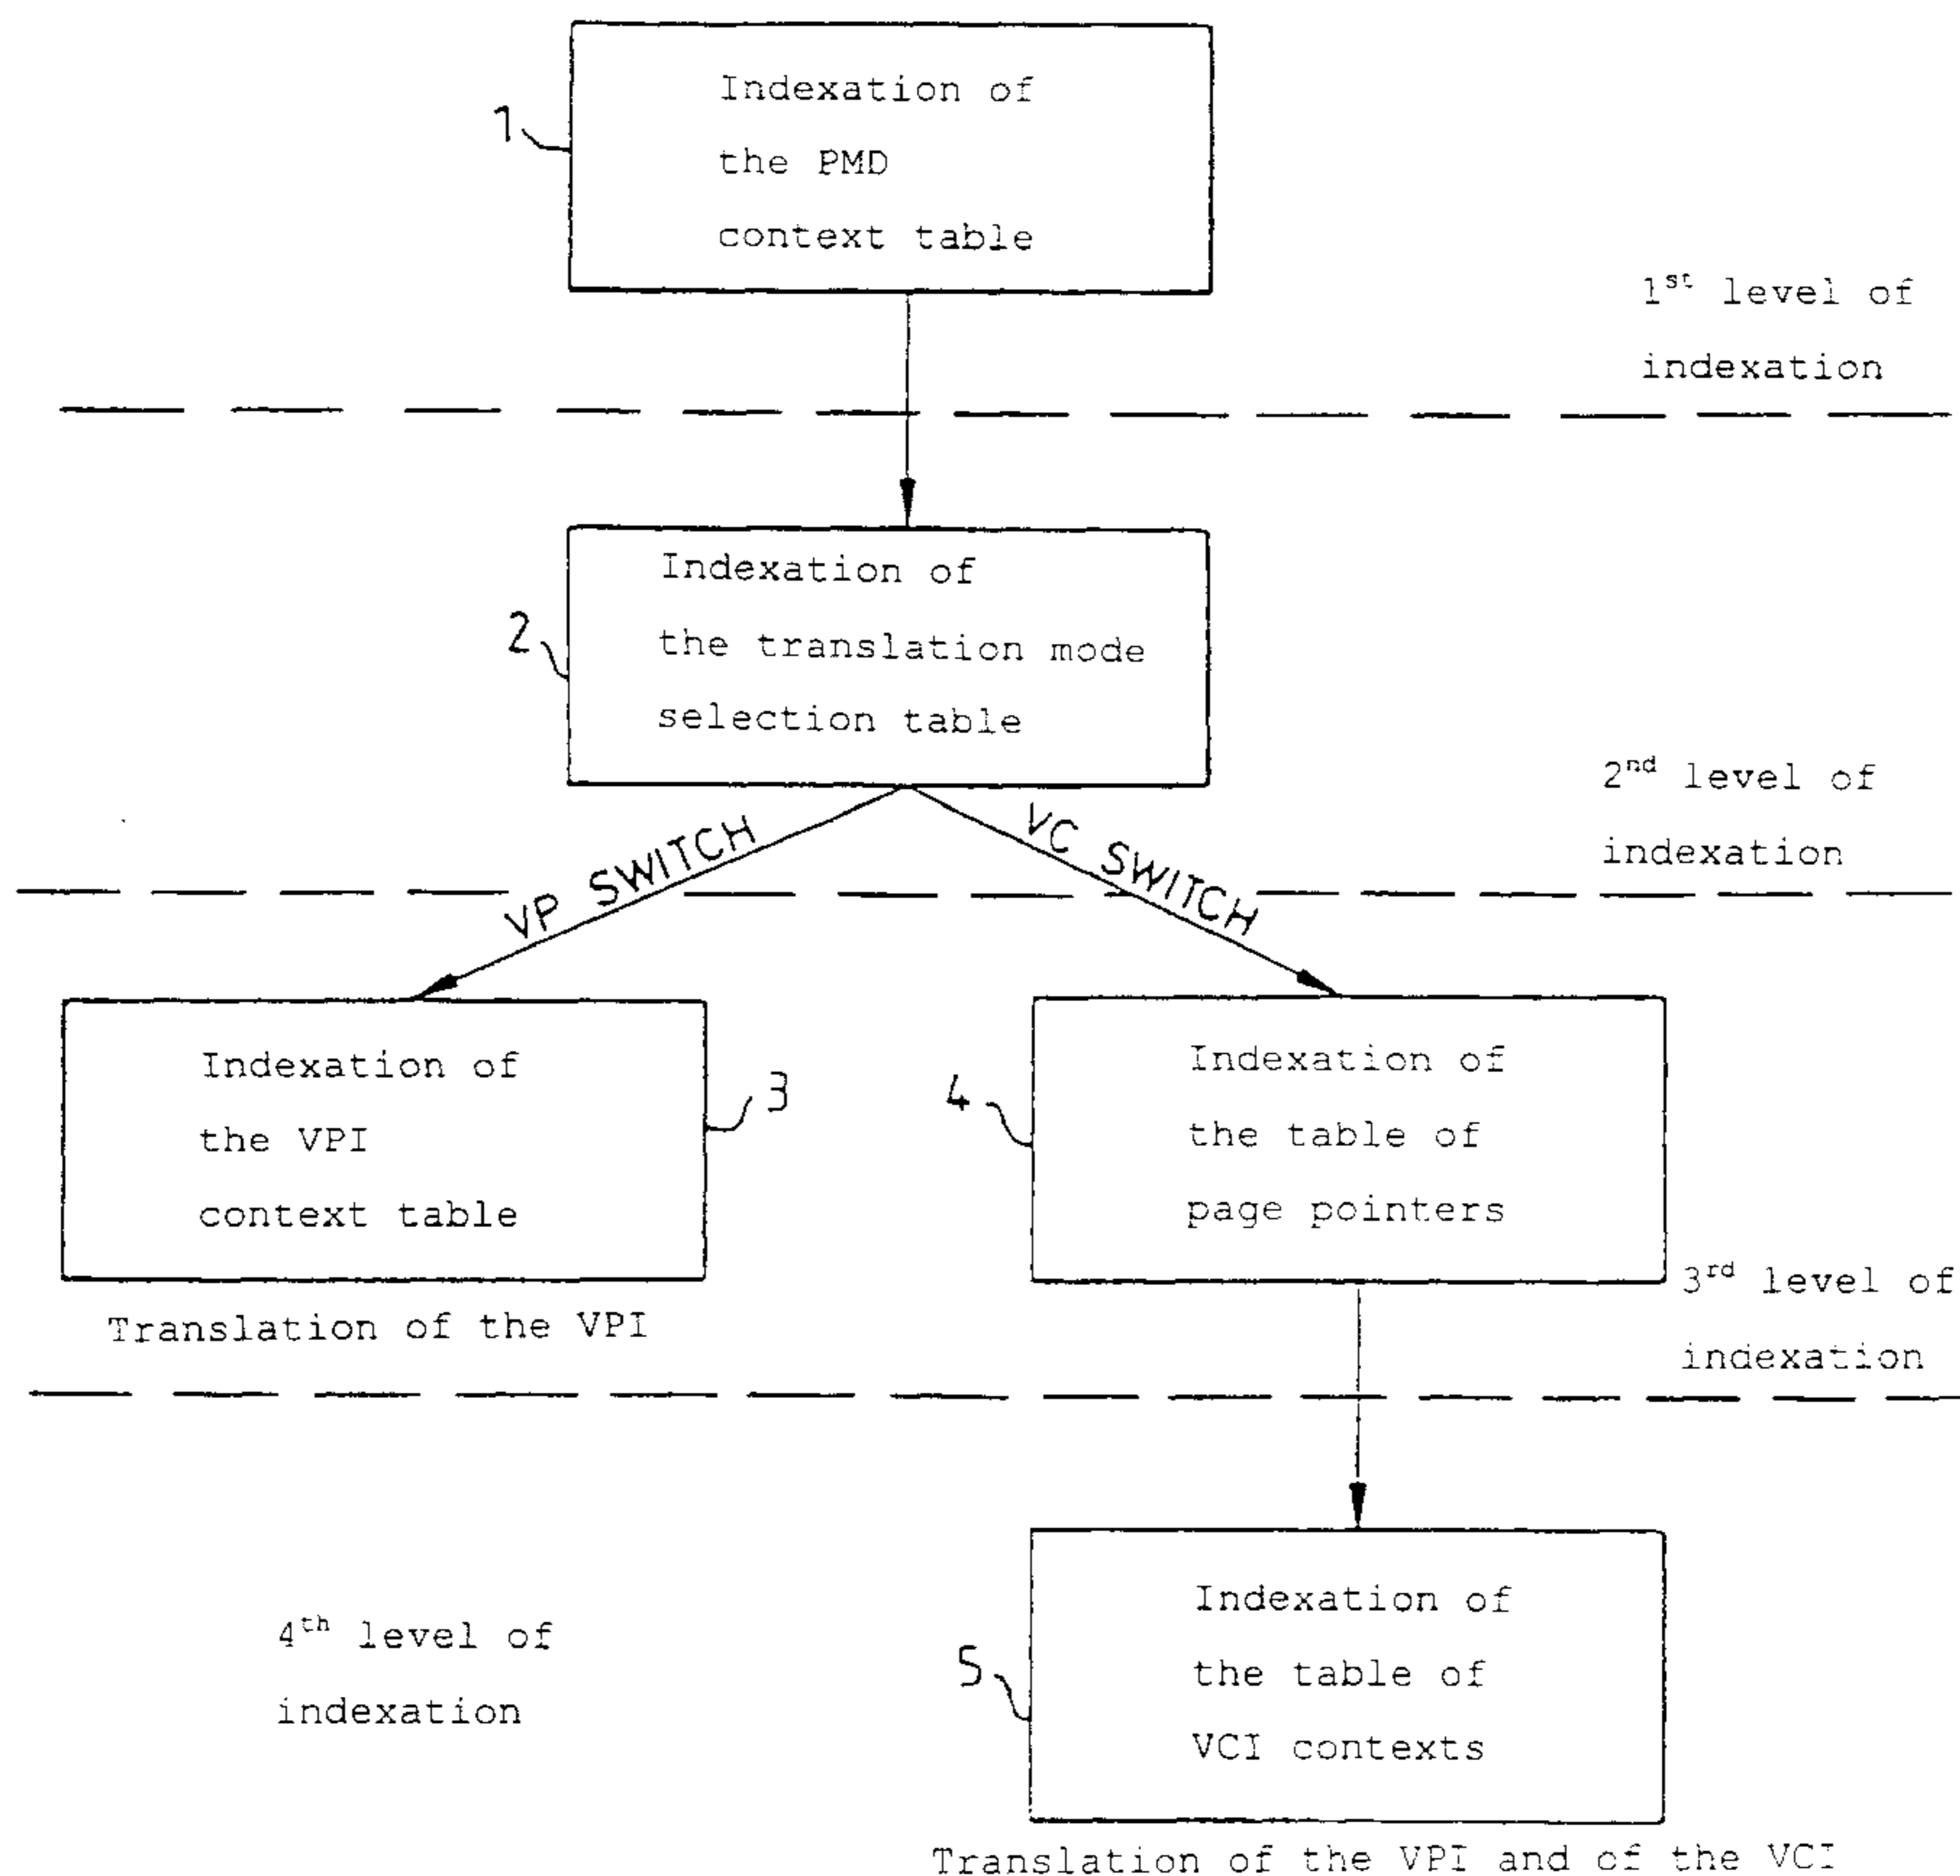 Indexation of
the PMD
context table
1
1st level of
indexation
Indexation of
the translation mode
selection table
2
2nd level of
indexation
VP SWITCH
VC SWITCH
Indexation of
the VPI
context table
3
Translation of the VPI
4
Indexation of
the table of
page pointers
3rd level of
indexation
4th level of
indexation
5
Indexation of
the table of
VCI contexts
Translation of the VPI and of the VCI